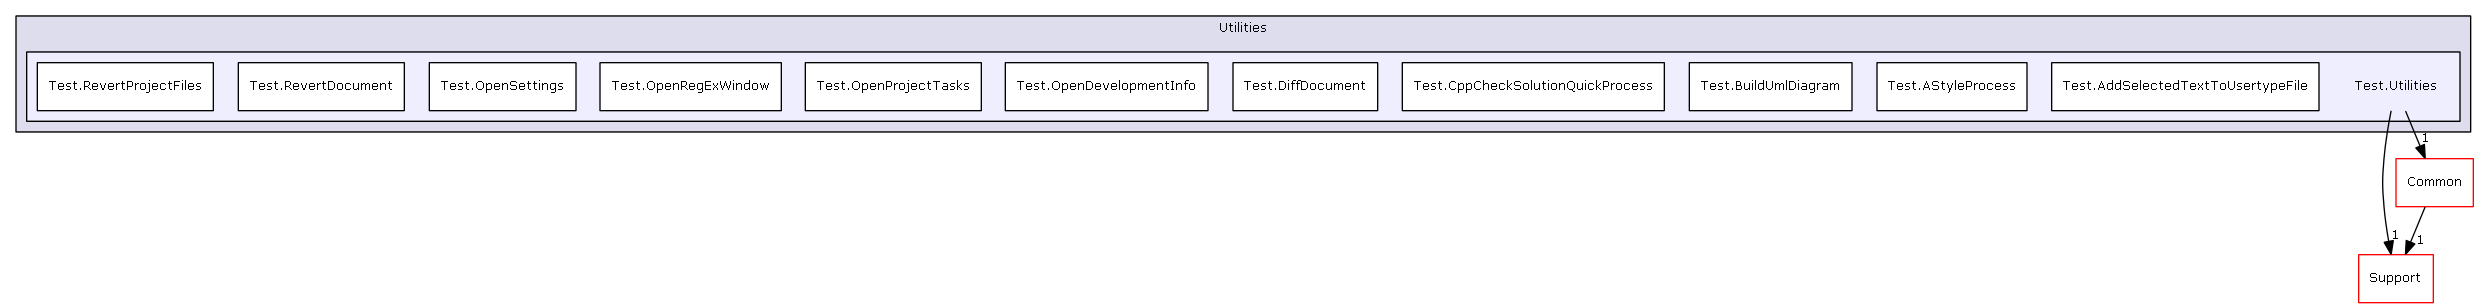 Utilities
Test.RevertProjectFiles
Test.RevertDocument
Test.OpenSettings
Test.OpenRegExWindow
Test.OpenProjectTasks
Test.OpenDevelopmentInfo
Test.DiffDocument
Test.CppCheckSolutionQuickProcess
Test.BuildUmlDiagram
Test.AStyleProcess
Test.AddSelectedTextToUsertypeFile
Test.Utilities
1
Common
1
1
Support